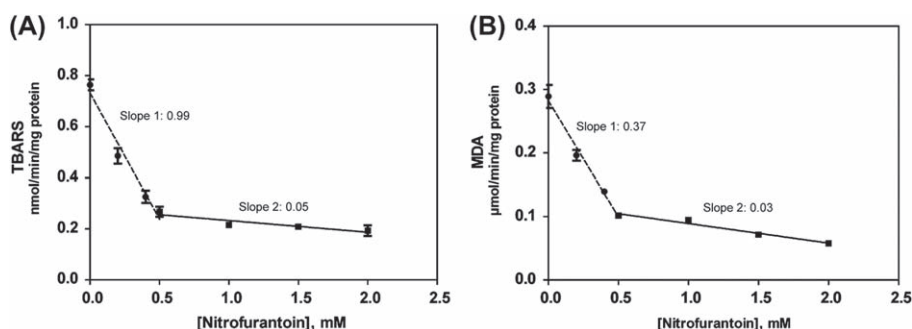 (A)
1.0
0.8
0.6
0.4
0.2
0.0
TBARS
nmol/min/mg protein
Slope 1: 0.99
Slope 2: 0.05
0.0 0.5 1.0 1.5 2.0 2.5
[Nitrofurantoin], mM
(B)
0.4
0.3
0.2
0.1
0.0
MDA
μmol/min/mg protein
Slope 1: 0.37
Slope 2: 0.03
0.0 0.5 1.0 1.5 2.0 2.5
[Nitrofurantoin], mM